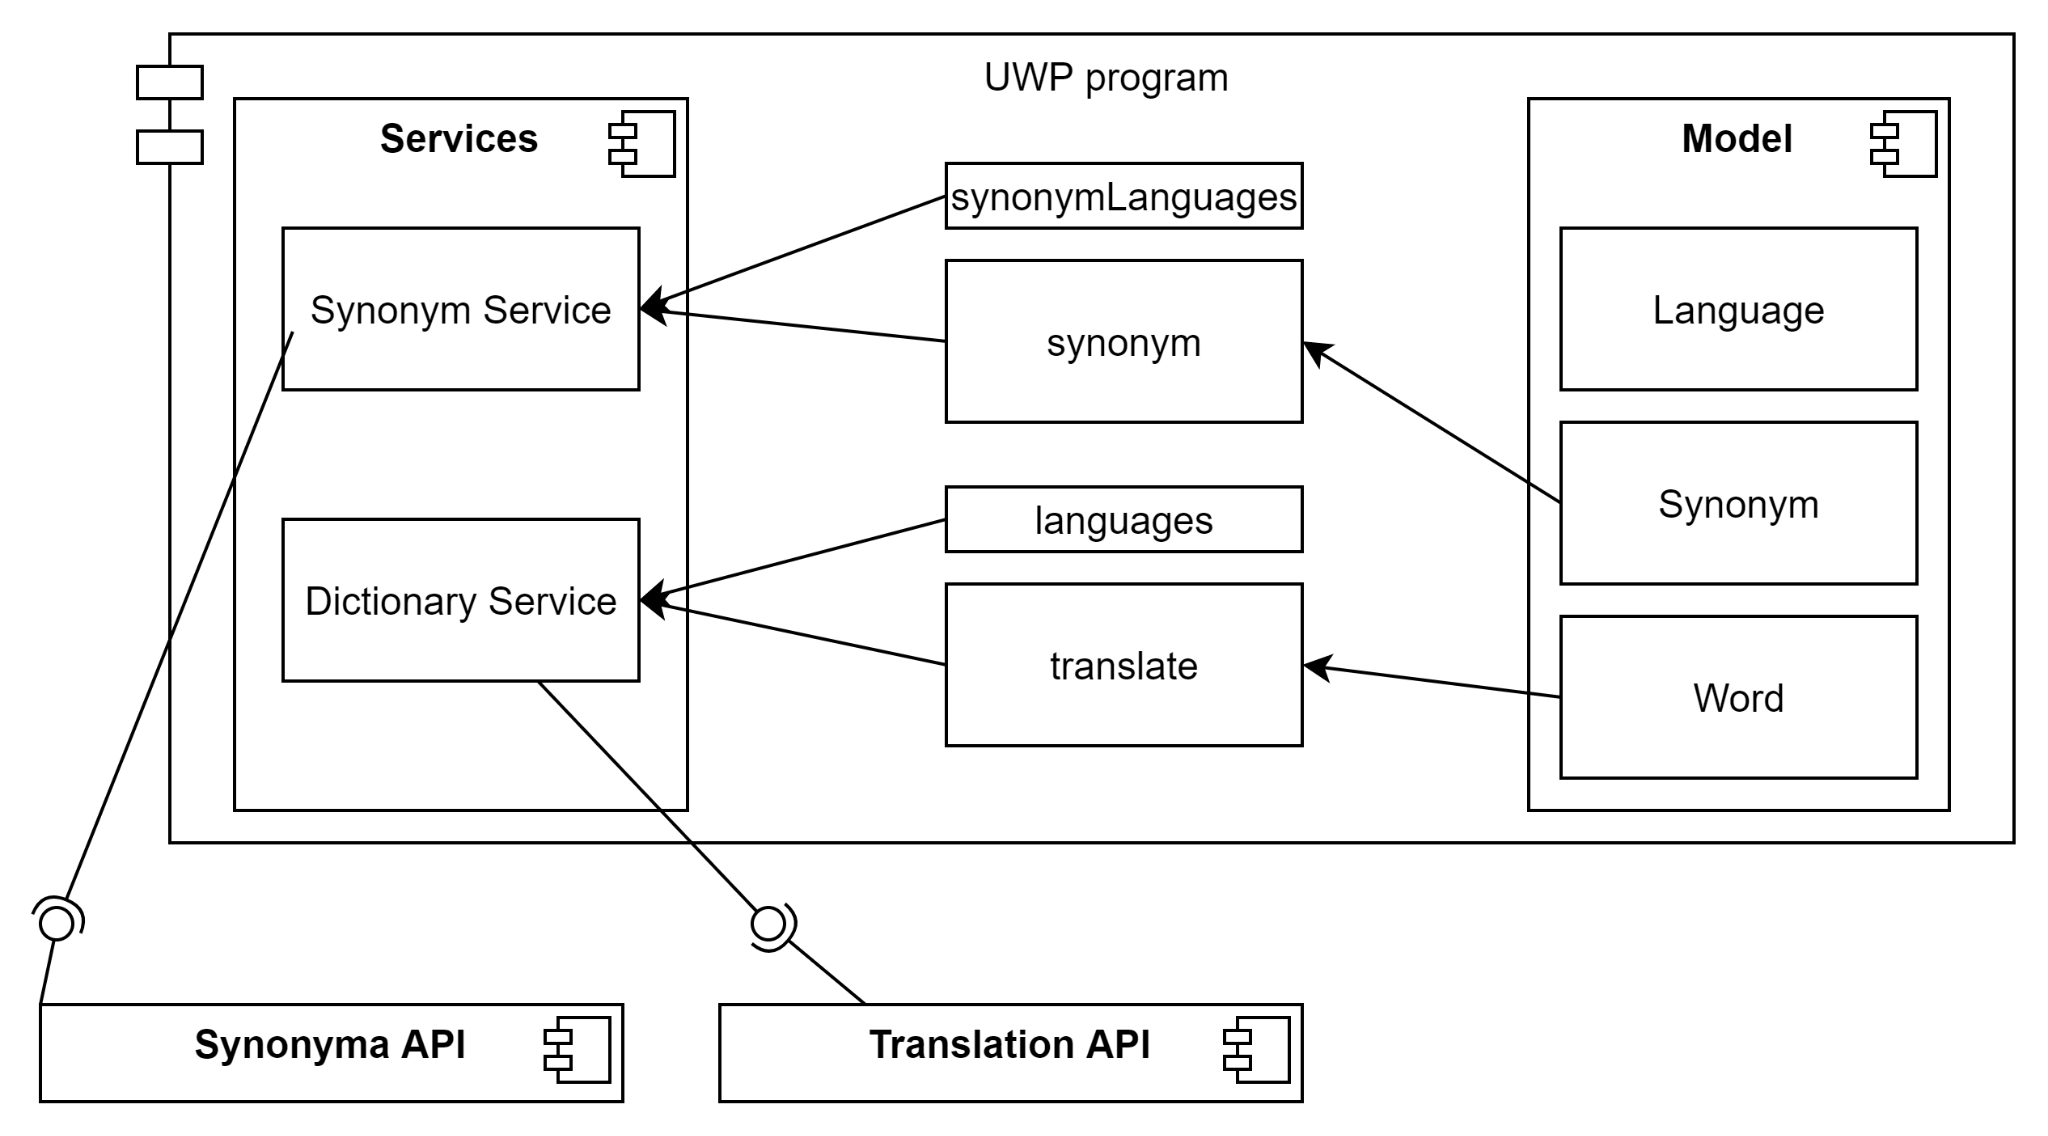 UWP program
Services
Model
synonymLanguages
Synonym Service
synonym
Language
Synonym
languages
Dictionary Service
translate
Word
Synonyma API
Translation API